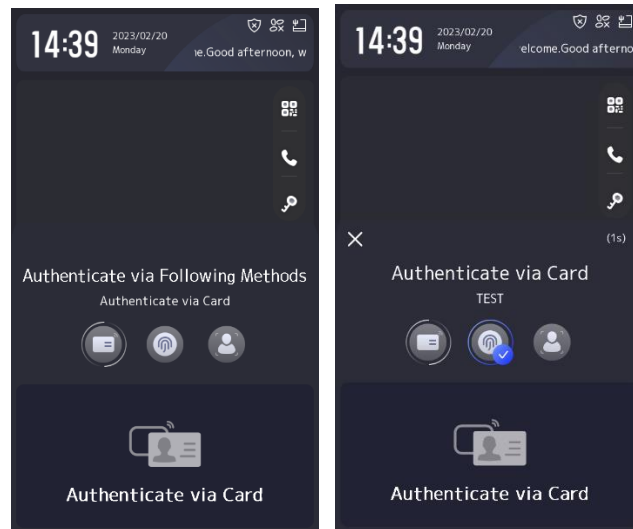 14:39
2023/02/20
Monday
ıe.Good afternoon, w
Authenticate via Following Methods
Authenticate via Card
Authenticate via Card
14:39
2023/02/20
Monday
elcome.Good afterno
(1s)
Authenticate via Card
TEST
Authenticate via Card